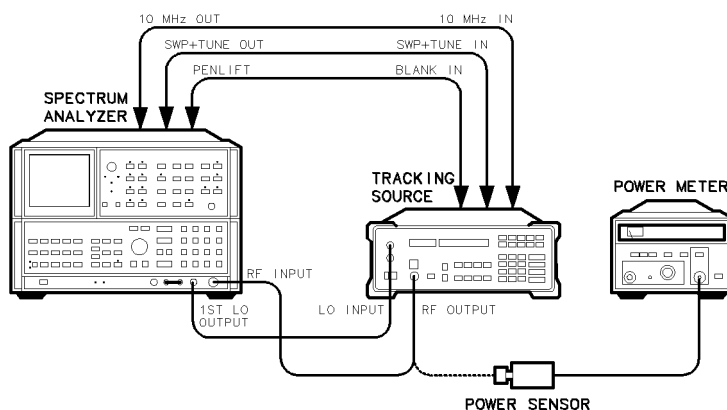 10 MHz OUT 10 MHz IN
SWP+TUNE OUT SWP+TUNE IN
PENLIFT BLANK IN
SPECTRUM
ANALYZER
TRACKING
SOURCE
POWER METER
RF INPUT
1ST LO
OUTPUT
LO INPUT
RF OUTPUT
POWER SENSOR